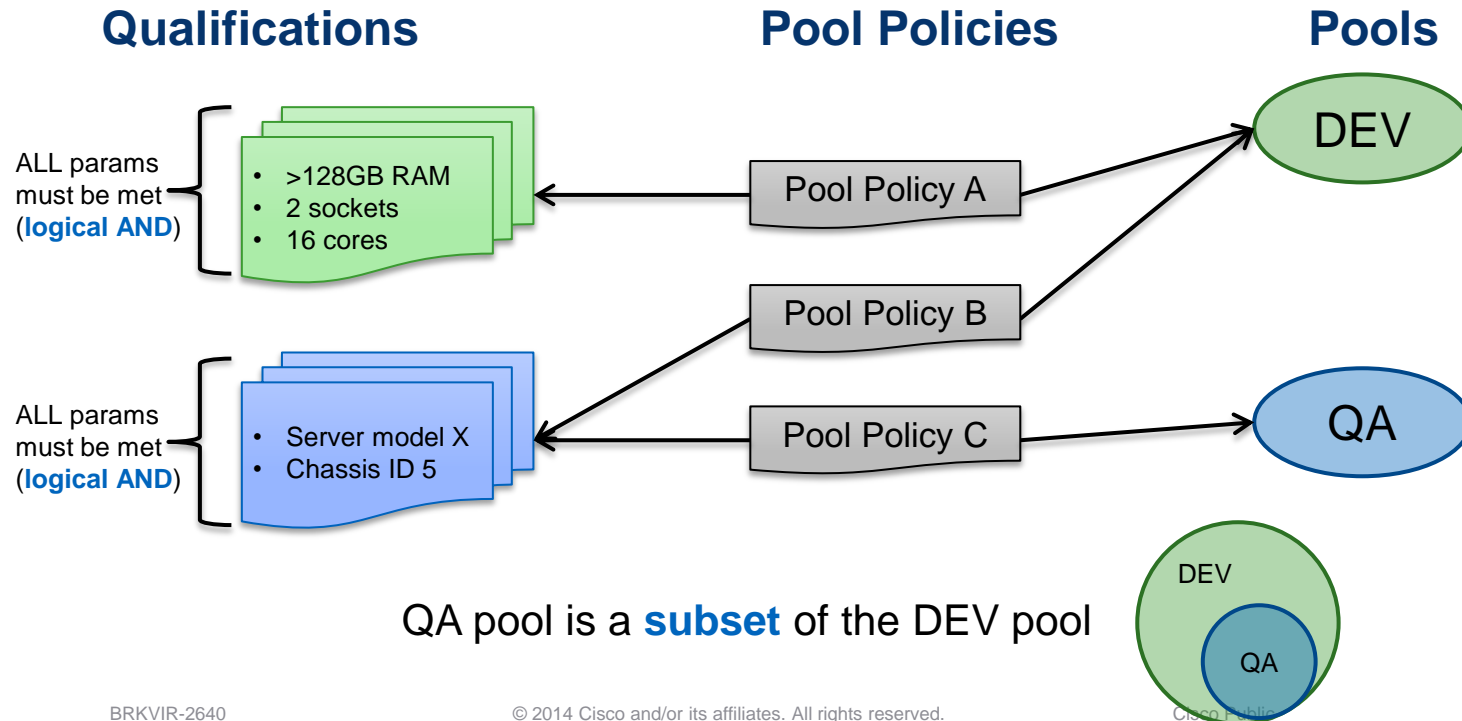 Qualifications
Pool Policies
Pools
ALL params
must be met
(logical AND)
• >128GB RAM
• 2 sockets
• 16 cores
Pool Policy A
DEV
Pool Policy B
ALL params
must be met
(logical AND)
• Server model X
• Chassis ID 5
Pool Policy C
QA
QA pool is a subset of the DEV pool
DEV
QA
BRKVIR-2640
© 2014 Cisco and/or its affiliates. All rights reserved.
Cisco Public